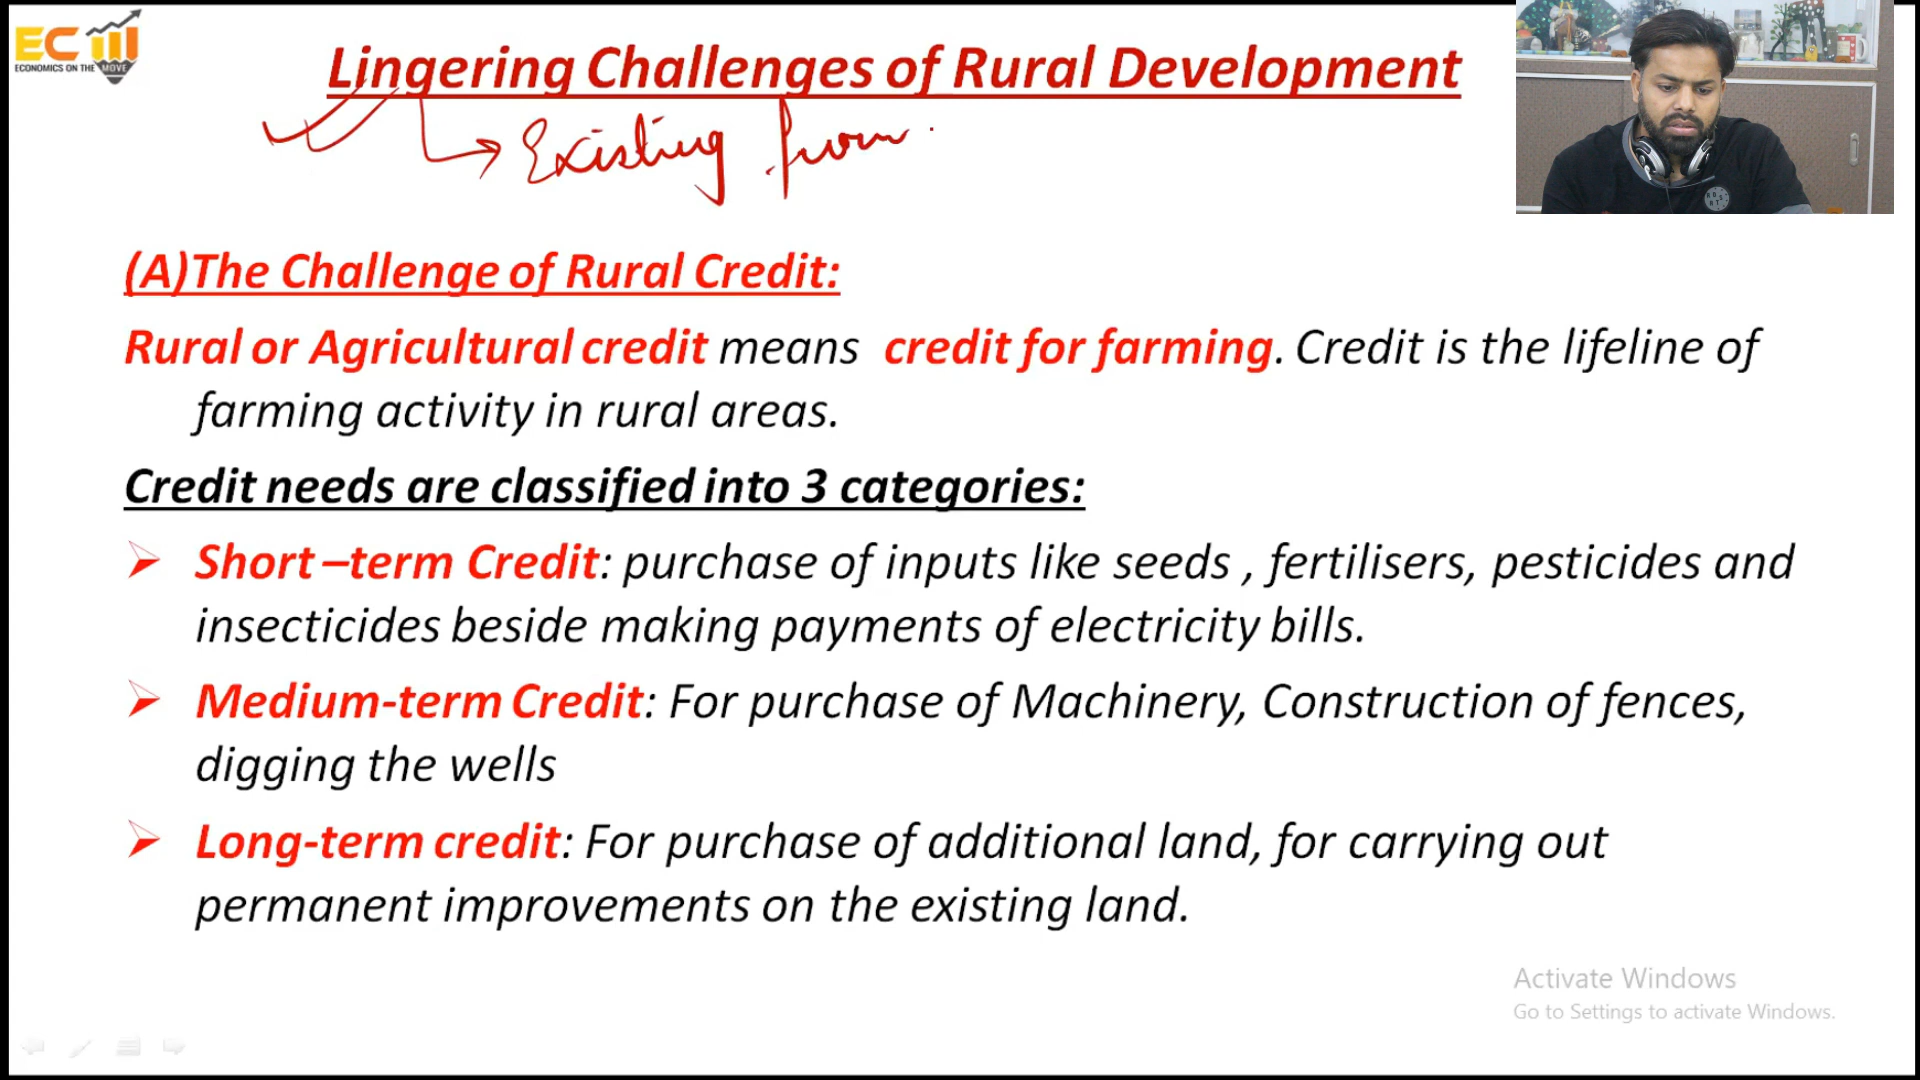 ECM
ECONOMICS ON THE MOVE
Lingering Challenges of Rural Development
Existing from
(A)The Challenge of Rural Credit:
Rural or Agricultural credit means credit for farming. Credit is the lifeline of
farming activity in rural areas.
Credit needs are classified into 3 categories:
➢ Short –term Credit: purchase of inputs like seeds , fertilisers, pesticides and
insecticides beside making payments of electricity bills.
➢ Medium-term Credit: For purchase of Machinery, Construction of fences,
digging the wells
➢ Long-term credit: For purchase of additional land, for carrying out
permanent improvements on the existing land.
Activate Windows
Go to Settings to activate Windows.